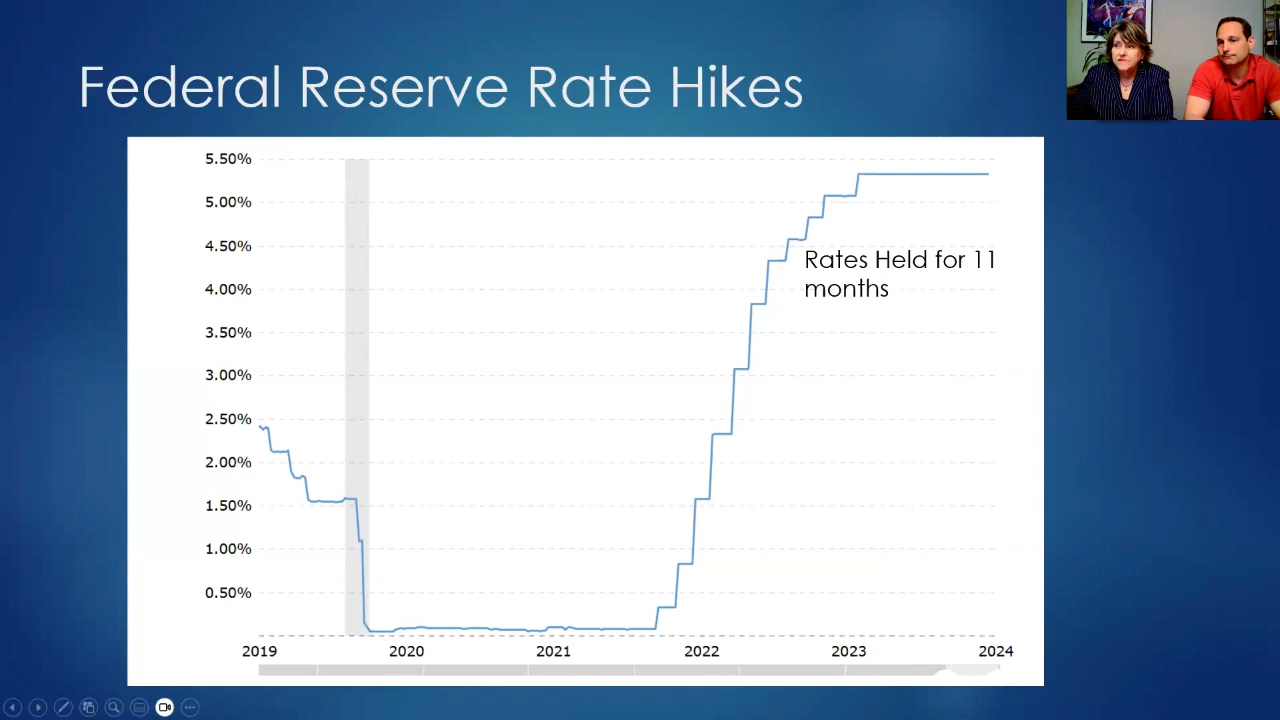 Federal Reserve Rate Hikes
5.50%
5.00%
4.50%
4.00%
3.50%
3.00%
2.50%
2.00%
1.50%
1.00%
0.50%
Rates Held for 11
months
2019 2020 2021 2022 2023 2024